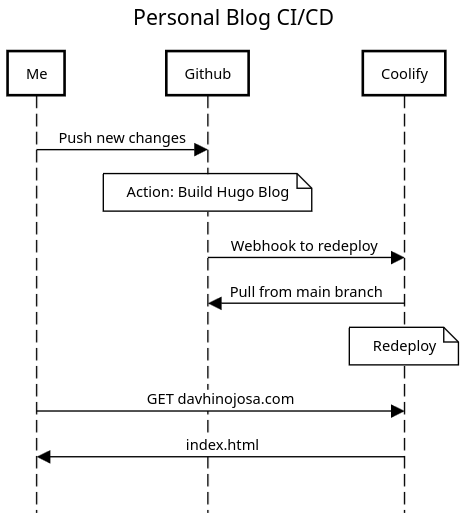 Personal Blog CI/CD
Me
Github
Coolify
Push new changes
Action: Build Hugo Blog
Webhook to redeploy
Pull from main branch
Redeploy
GET davhinojosa.com
index.html